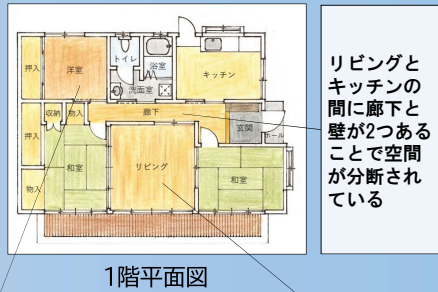 押入
洋室
トイレ
浴室
洗面室
キッチン
収納
物入
廊下
玄関
ホール
押入
和室
リビング
和室
物入
リビングと
キッチンの
間に廊下と
壁が2つある
ことで空間
が分断され
ている
1階平面図